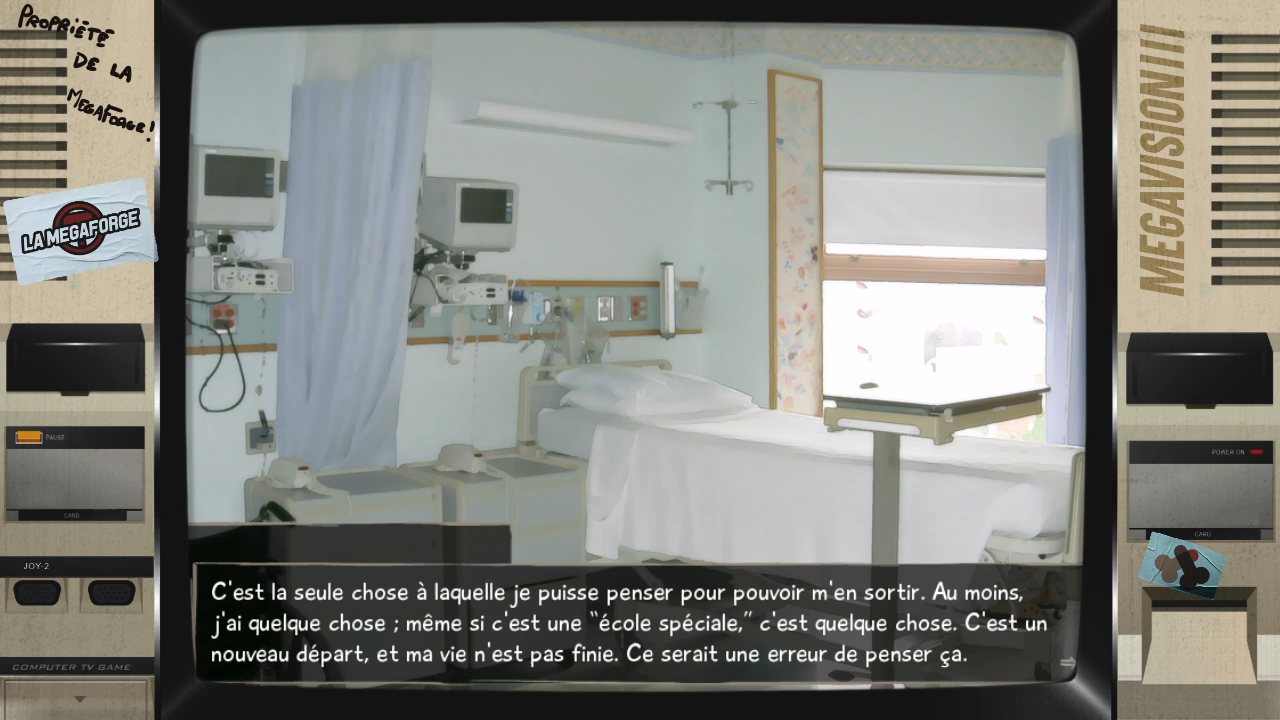 PROPRIÉTÉ
DE LA
MEGAFORGE!
LA MEGAFORGE
PAUSE
CARD
JOY-2
COMPUTER TV GAME
MEGAVISION III
POWER ON
CARD
C'est la seule chose à laquelle je puisse penser pour pouvoir m'en sortir. Au moins,
j'ai quelque chose ; même si c'est une “école spéciale,” c'est quelque chose. C'est un
nouveau départ, et ma vie n'est pas finie. Ce serait une erreur de penser ça.